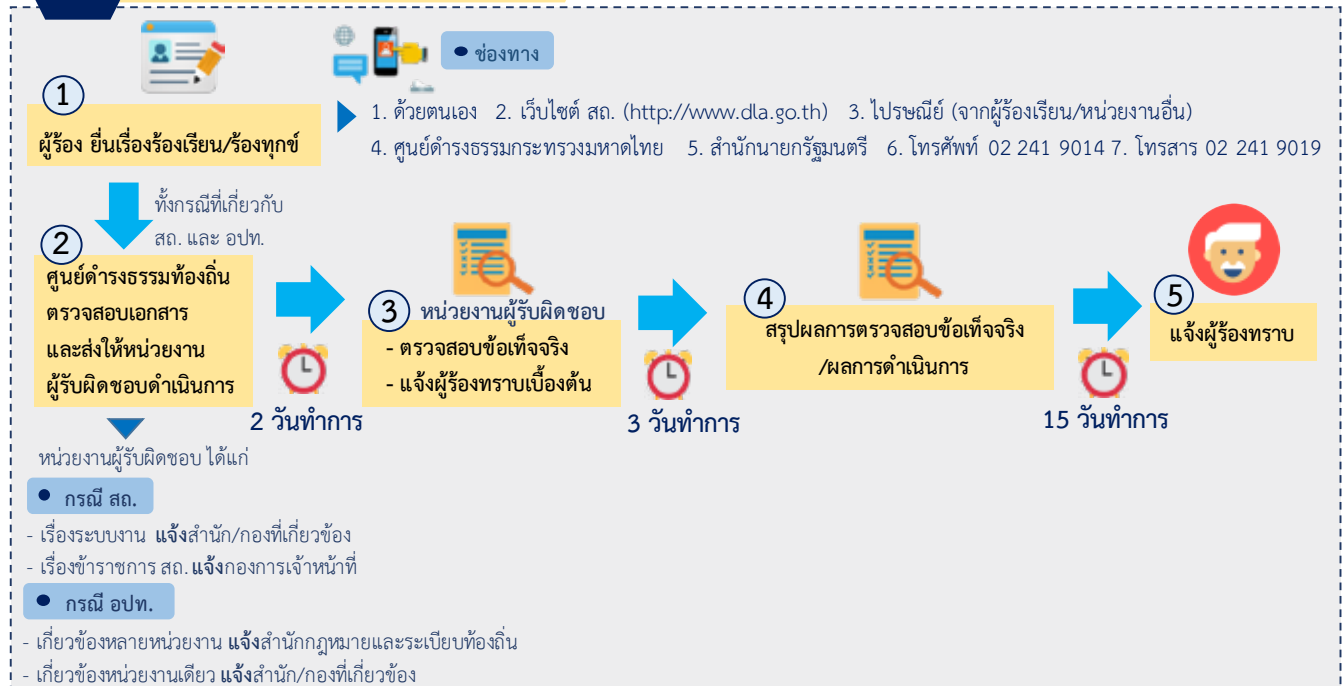 • ช่องทาง
1
ผู้ร้อง ยื่นเรื่องร้องเรียน/ร้องทุกข์
1. ด้วยตนเอง 2. เว็บไซต์ สถ. (http://www.dla.go.th) 3. ไปรษณีย์ (จากผู้ร้องเรียน/หน่วยงานอื่น)
4. ศูนย์ดำรงธรรมกระทรวงมหาดไทย 5. สำนักนายกรัฐมนตรี 6. โทรศัพท์ 02 241 9014 7. โทรสาร 02 241 9019
ทั้งกรณีที่เกี่ยวกับ
สถ. และ อปท.
2
ศูนย์ดำรงธรรมท้องถิ่น
ตรวจสอบเอกสาร
และส่งให้หน่วยงาน
ผู้รับผิดชอบดำเนินการ
2 วันทำการ
3 หน่วยงานผู้รับผิดชอบ
- ตรวจสอบข้อเท็จจริง
- แจ้งผู้ร้องทราบเบื้องต้น
3 วันทำการ
4
สรุปผลการตรวจสอบข้อเท็จจริง
/ผลการดำเนินการ
15 วันทำการ
5
แจ้งผู้ร้องทราบ
หน่วยงานผู้รับผิดชอบ ได้แก่
• กรณี สถ.
- เรื่องระบบงาน แจ้งสำนัก/กองที่เกี่ยวข้อง
- เรื่องข้าราชการ สถ. แจ้งกองการเจ้าหน้าที่
• กรณี อปท.
- เกี่ยวข้องหลายหน่วยงาน แจ้งสำนักกฎหมายและระเบียบท้องถิ่น
- เกี่ยวข้องหน่วยงานเดียว แจ้งสำนัก/กองที่เกี่ยวข้อง